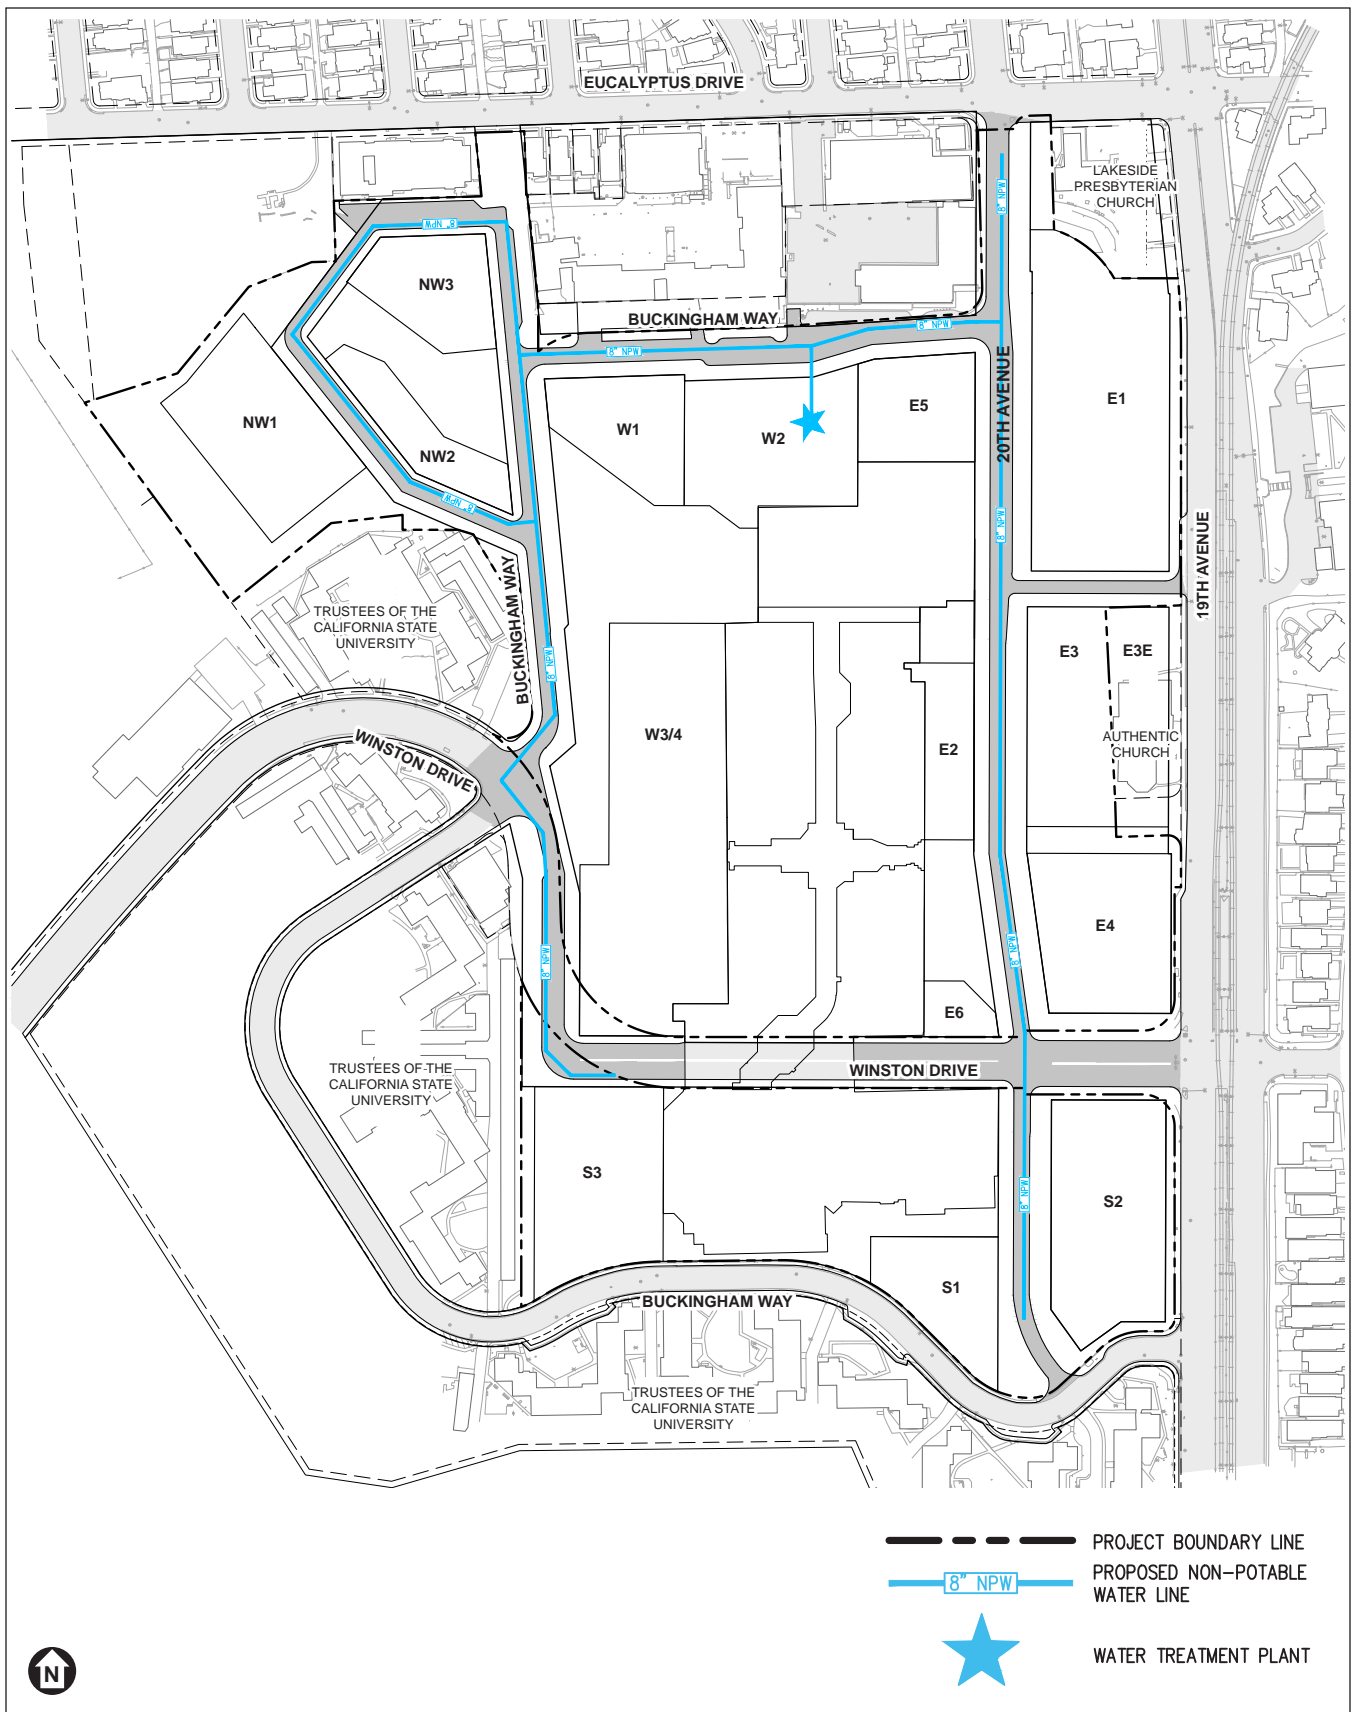 EUCALYPTUS DRIVE
LAKESIDE
PRESBYTERIAN
CHURCH
8" NPW
8" NPW
NW3
BUCKINGHAM WAY
8" NPW
8" NPW
20TH AVENUE
E1
E5
NW1
W1
W2
NW2
8" NPW
8" NPW
19TH AVENUE
BUCKINGHAM WAY
TRUSTEES OF THE
CALIFORNIA STATE
UNIVERSITY
8" NPW
E3
E3E
WINSTON DRIVE
W3/4
E2
AUTHENTIC
CHURCH
8" NPW
8" NPW
E4
E6
TRUSTEES OF THE
CALIFORNIA STATE
UNIVERSITY
WINSTON DRIVE
S3
8" NPW
S2
S1
BUCKINGHAM WAY
TRUSTEES OF THE
CALIFORNIA STATE
UNIVERSITY
PROJECT BOUNDARY LINE
8" NPW
PROPOSED NON-POTABLE
WATER LINE
WATER TREATMENT PLANT
N